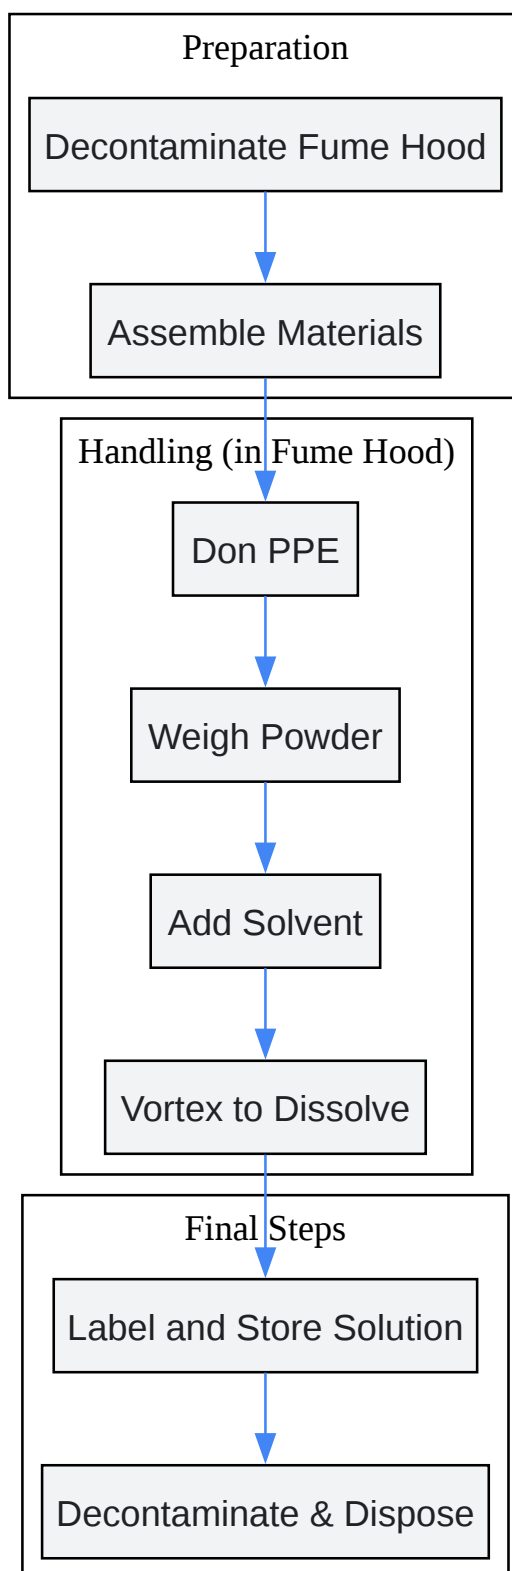 Preparation
Decontaminate Fume Hood
Assemble Materials
Handling (in Fume Hood)
Don PPE
Weigh Powder
Add Solvent
Vortex to Dissolve
Final Steps
Label and Store Solution
Decontaminate & Dispose